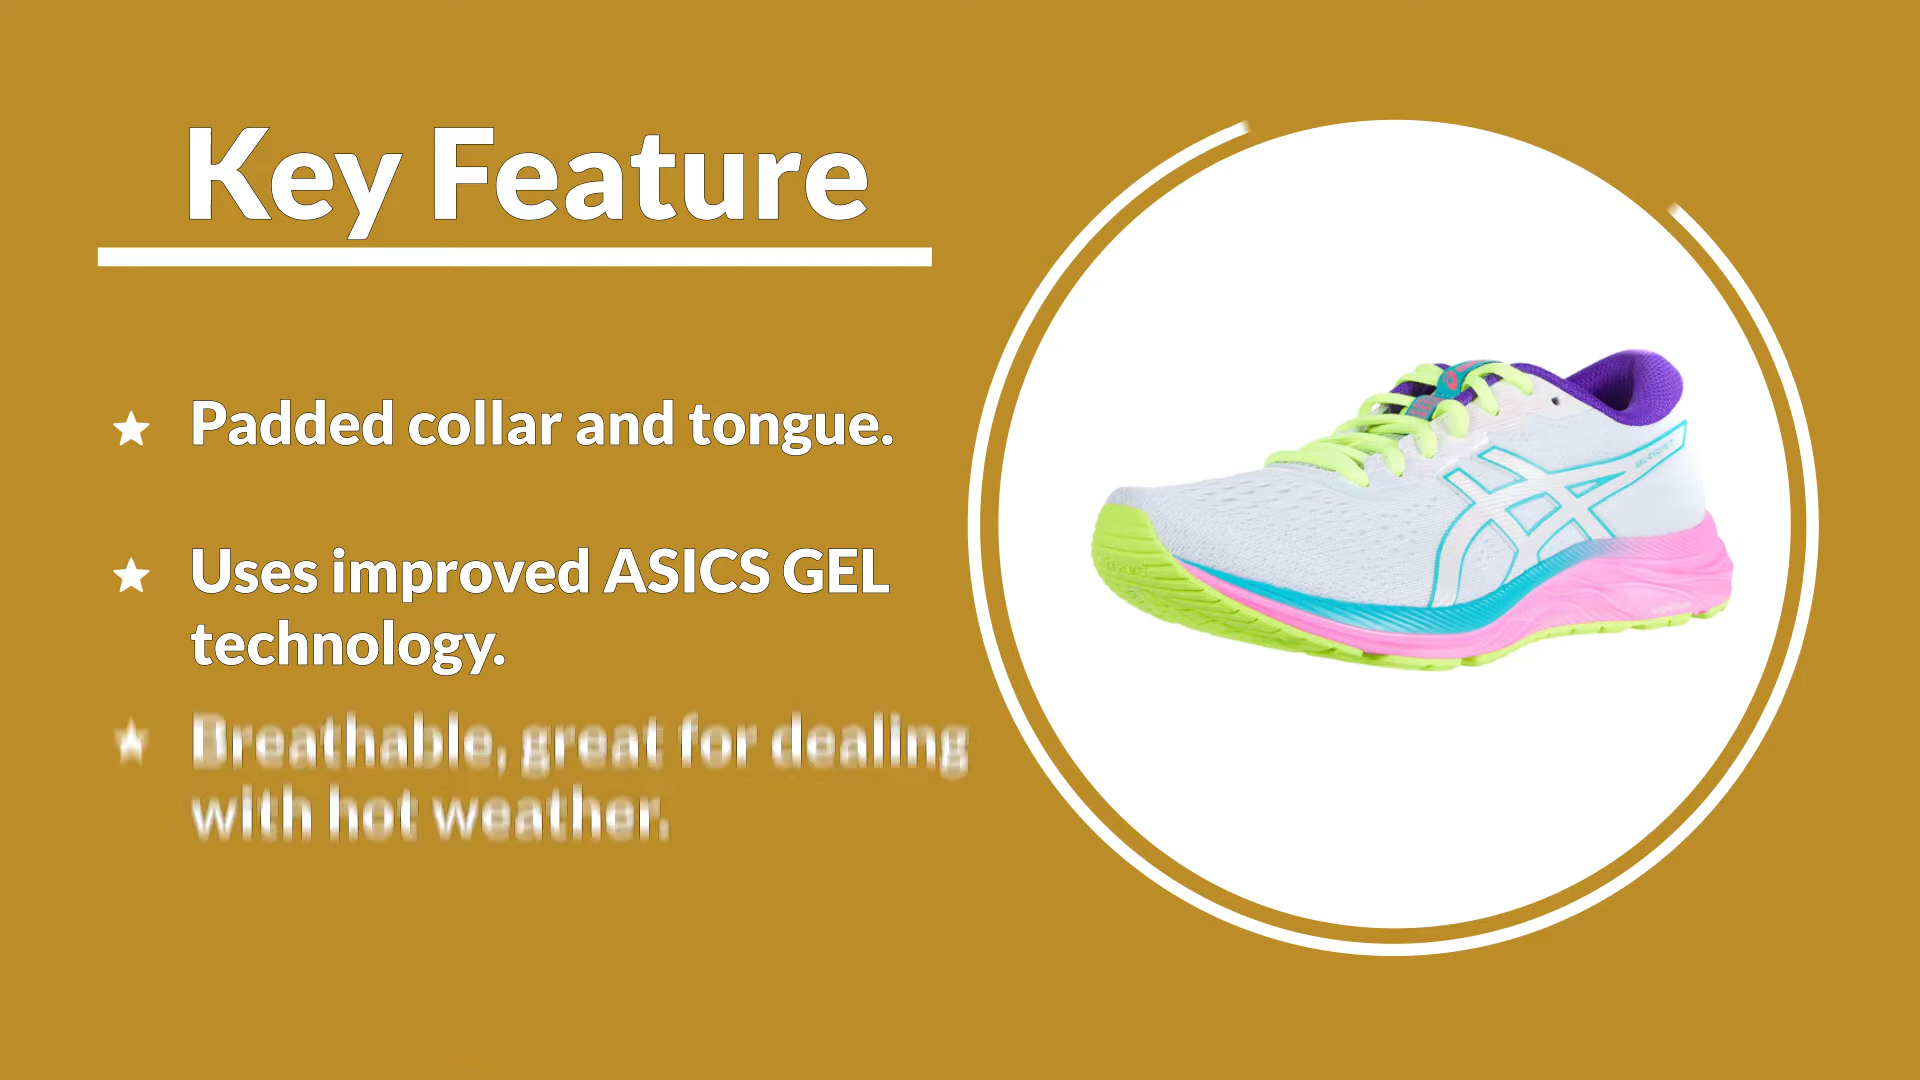 Key Feature
Padded collar and tongue.
Uses improved ASICS GEL
technology.
Breathable, great for dealing
with hot weather.